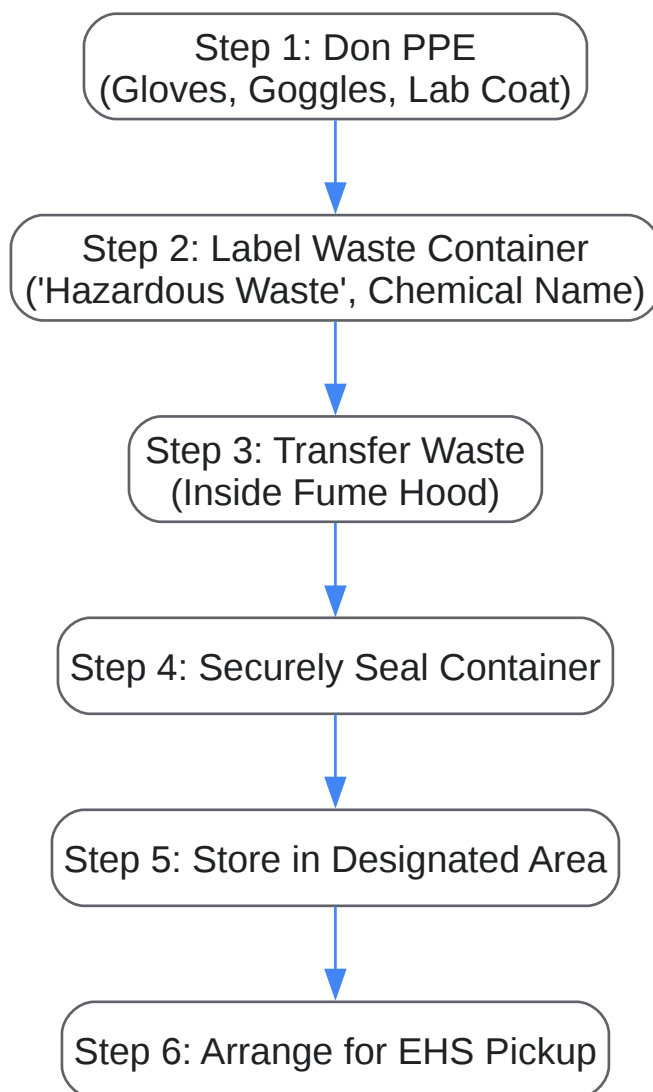 Step 1: Don PPE
(Gloves, Goggles, Lab Coat)
Step 2: Label Waste Container
('Hazardous Waste', Chemical Name)
Step 3: Transfer Waste
(Inside Fume Hood)
Step 4: Securely Seal Container
Step 5: Store in Designated Area
Step 6: Arrange for EHS Pickup